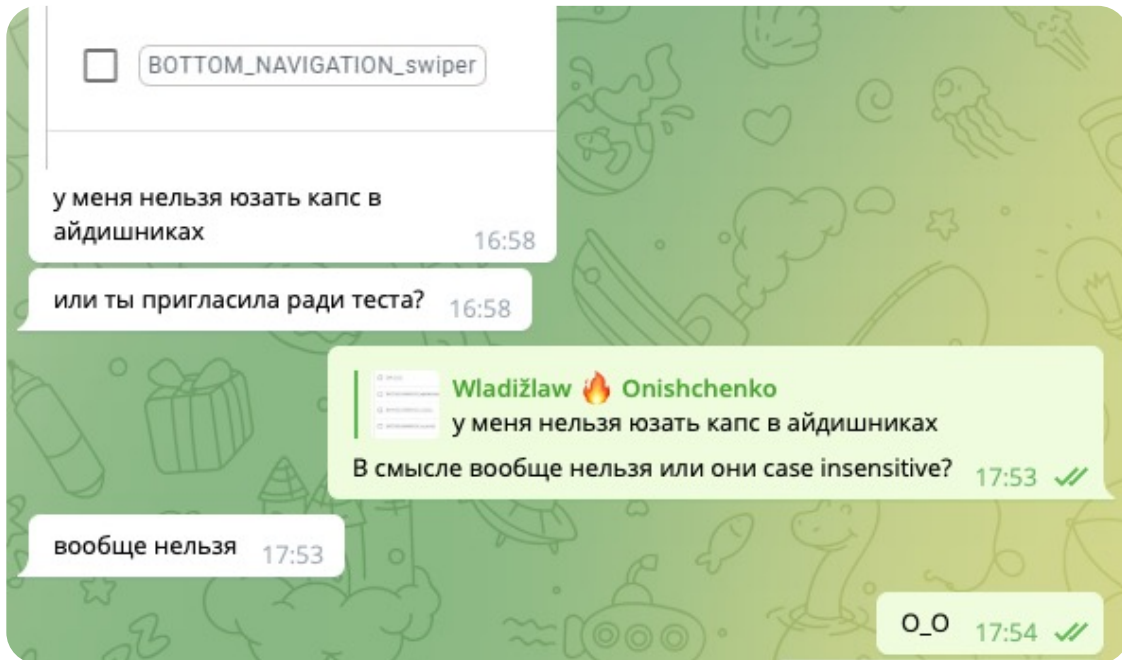 BOTTOM_NAVIGATION_swiper
у меня нельзя юзать капс в
айдишниках
16:58
или ты пригласила ради теста? 16:58
Wladižlaw 🔥 Onishchenko
у меня нельзя юзать капс в айдишниках
В смысле вообще нельзя или они case insensitive? 17:53
вообще нельзя 17:53
O_O 17:54